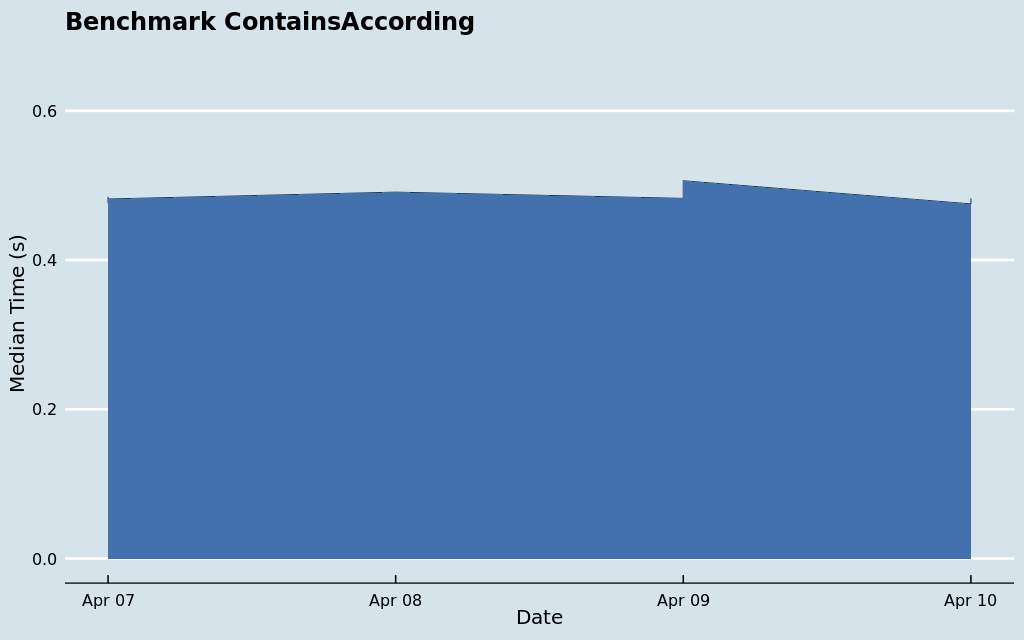 Benchmark ContainsAccording
0.6
0.4
0.2
0.0
Median Time (s)
Apr 07
Apr 08
Apr 09
Apr 10
Date